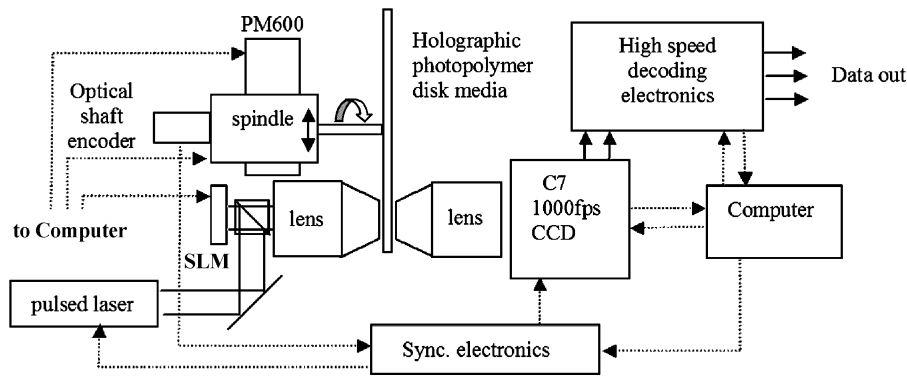 PM600
Holographic
photopolymer
disk media
High speed
decoding
electronics
Data out
Optical
shaft
encoder
spindle
to Computer
SLM
lens
lens
C7
1000fps
CCD
Computer
pulsed laser
Sync. electronics